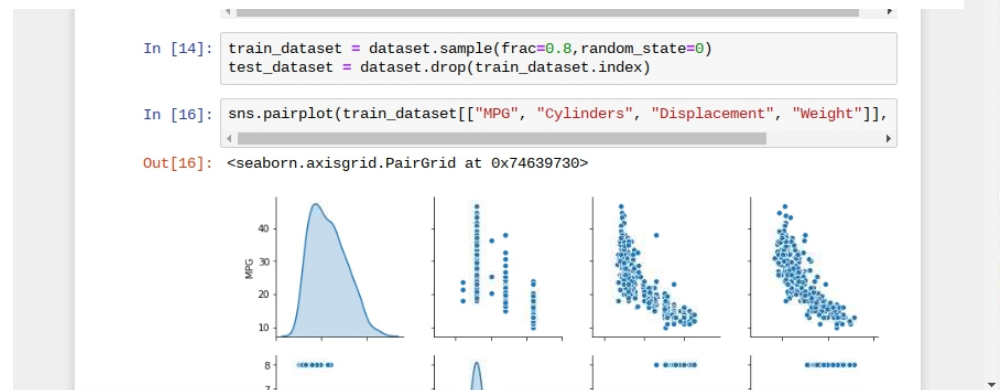 In [14]: train_dataset = dataset.sample(frac=0.8,random_state=0)
test_dataset = dataset.drop(train_dataset.index)
In [16]: sns.pairplot(train_dataset[["MPG", "Cylinders", "Displacement", "Weight"]],
Out[16]: <seaborn.axisgrid.PairGrid at 0x74639730>
40
30
MPG
20
10
8
7